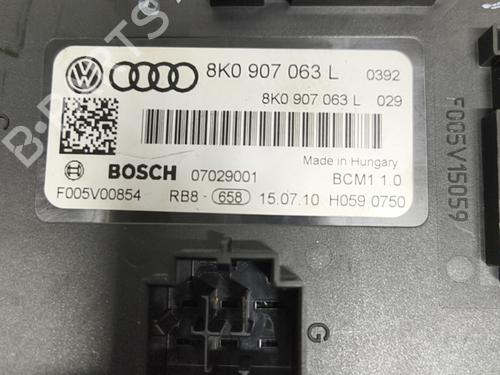 8K0 907 063 L 0392
8K0 907 063 L 029
Made in Hungary
BOSCH 07029001 BCM1 1.0
F005V00854 RB8 - 658 15.07.10 H059 0750
F005V15059
G
B-PARTS